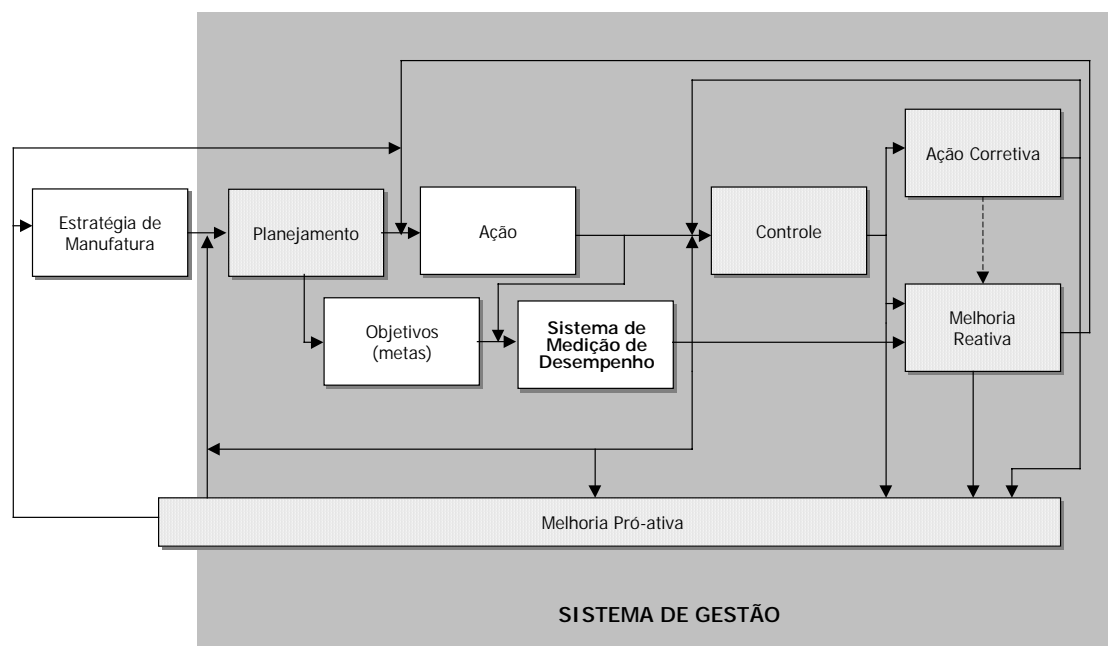 Ação Corretiva
Estratégia de
Manufatura
Planejamento
Ação
Controle
Objetivos
(metas)
Sistema de
Medição de
Desempenho
Melhoria
Reativa
Melhoria Pró-ativa
SISTEMA DE GESTÃO